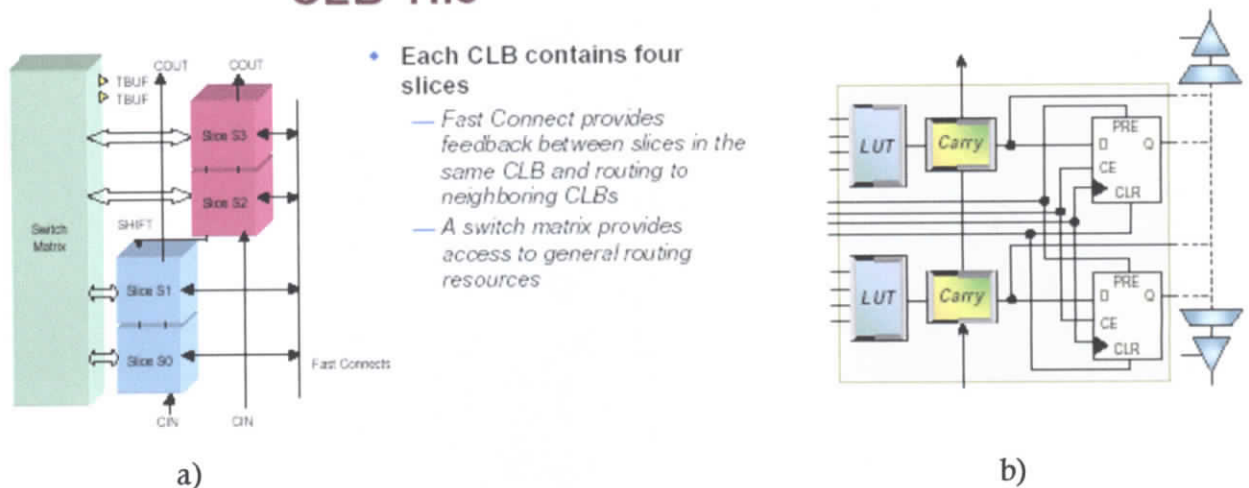 COUT
COUT
TBUF
TBUF
Slice S3
Slice S2
Switch
Matrix
SHIFT
Slice S1
Slice S0
Fast Connects
CIN
CIN
a)
• Each CLB contains four
slices
— Fast Connect provides
feedback between slices in the
same CLB and routing to
neighboring CLBs
— A switch matrix provides
access to general routing
resources
LUT
Carry
PRE
D
Q
CE
CLR
LUT
Carry
PRE
D
Q
CE
CLR
b)